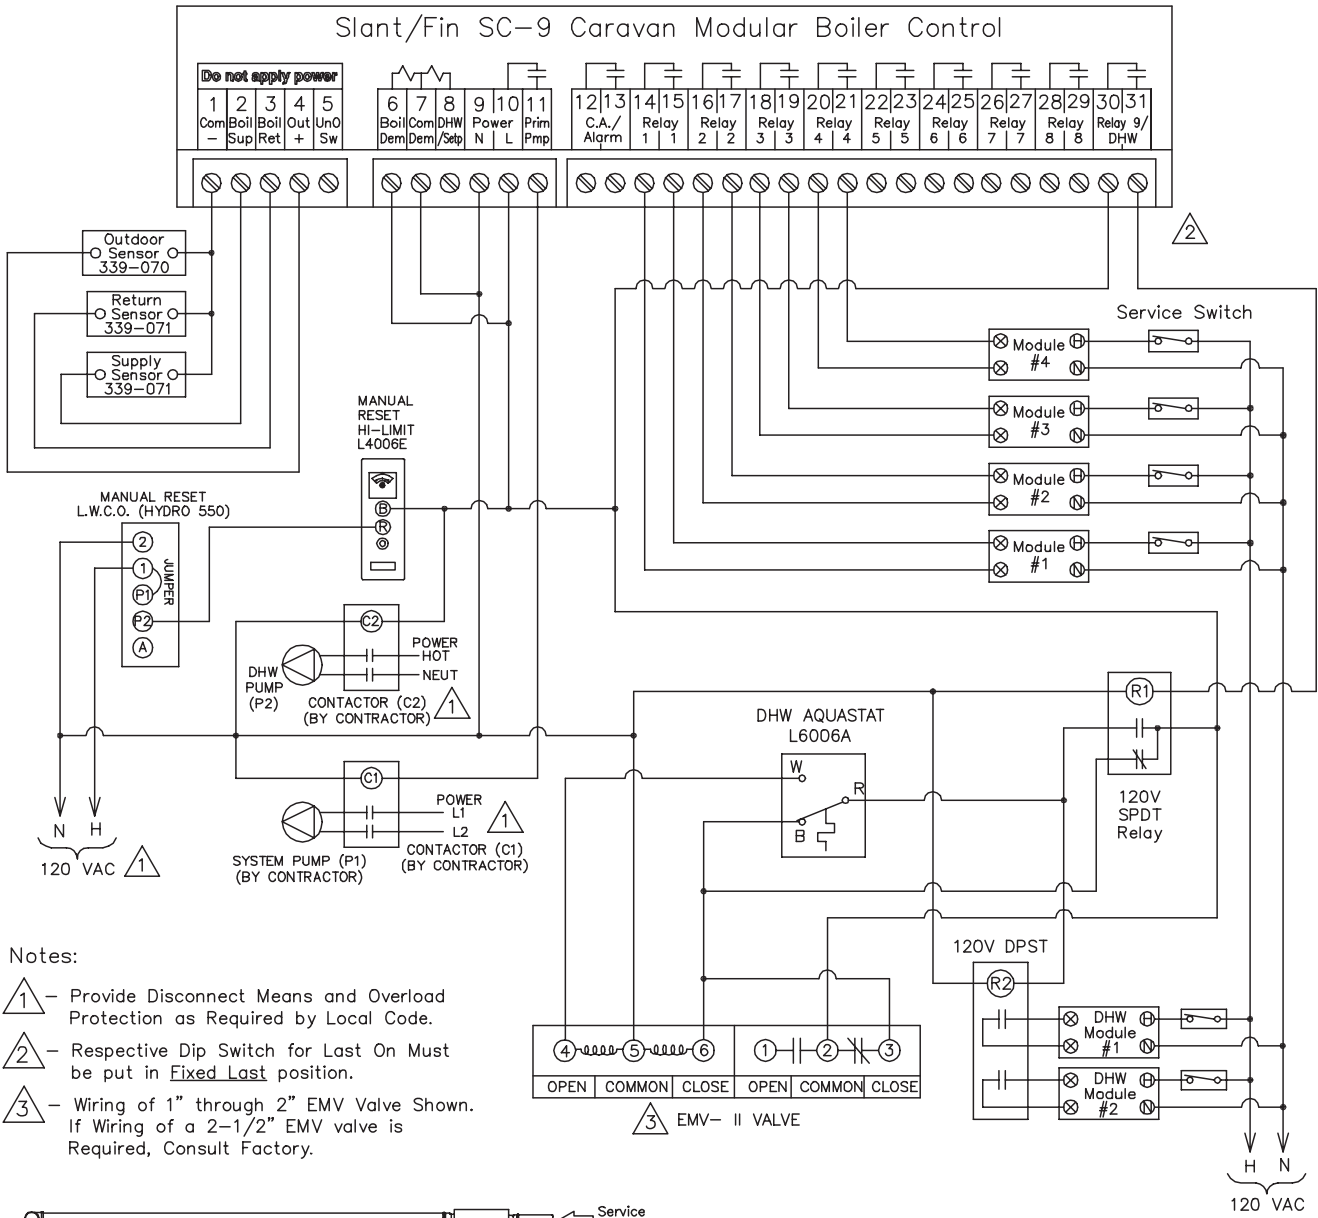 Slant/Fin SC-9 Caravan Modular Boiler Control
Do not apply power
1 2 3 4 5
Com Boil Boil Out UnO
- Sup Ret + Sw
6 7 8 9 10 11
Boil Com DHW Power Prim
Dem Dem /Setp N L Pmp
12 13 14 15 16 17 18 19 20 21 22 23 24 25 26 27 28 29 30 31
C.A./ Relay Relay Relay Relay Relay Relay Relay Relay Relay 9/
Alarm 1 1 2 2 3 3 4 4 5 5 6 6 7 7 8 8 DHW
2
Outdoor
Sensor
339-070
Return
Sensor
339-071
Supply
Sensor
339-071
Service Switch
Module H
#4 N
Module H
#3 N
Module H
#2 N
Module H
#1 N
MANUAL
RESET
HI-LIMIT
L4006E
B
R
MANUAL RESET
L.W.C.O. (HYDRO 550)
2
1
P1
P2
A
JUMPER
C2
POWER
HOT
NEUT
DHW
PUMP
(P2)
CONTACTOR (C2)
(BY CONTRACTOR)
1
C1
POWER
L1
L2
1
SYSTEM PUMP (P1)
(BY CONTRACTOR)
CONTACTOR (C1)
(BY CONTRACTOR)
N H
120 VAC
1
DHW AQUASTAT
L6006A
W
R
B
R1
120V
SPDT
Relay
120V DPST
R2
DHW H
Module
#1 N
DHW H
Module
#2 N
4 5 6 1 2 3
OPEN COMMON CLOSE OPEN COMMON CLOSE
3 EMV- II VALVE
H N
120 VAC
Notes:
1 - Provide Disconnect Means and Overload
Protection as Required by Local Code.
2 - Respective Dip Switch for Last On Must
be put in Fixed Last position.
3 - Wiring of 1" through 2" EMV Valve Shown.
If Wiring of a 2-1/2" EMV valve is
Required, Consult Factory.
Service